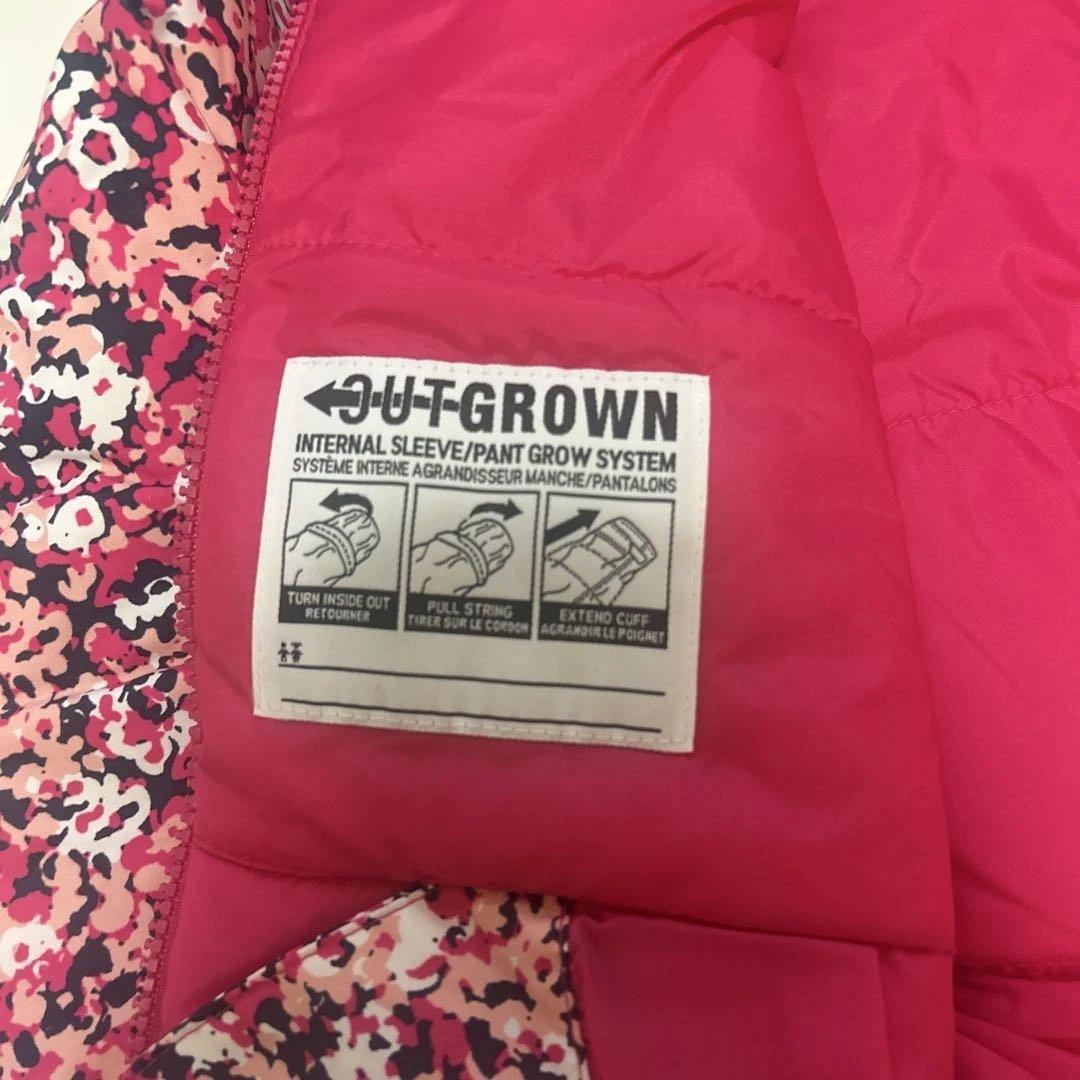 OUTGROWN
INTERNAL SLEEVE/PANT GROW SYSTEM
SYSTÈME INTERNE AGRANDISSEUR MANCHE/PANTALONS
TURN INSIDE OUT
RETOURNER
PULL STRING
TIRER SUR LE CORDON
EXTEND CUFF
AGRANDIR LE POIGNET